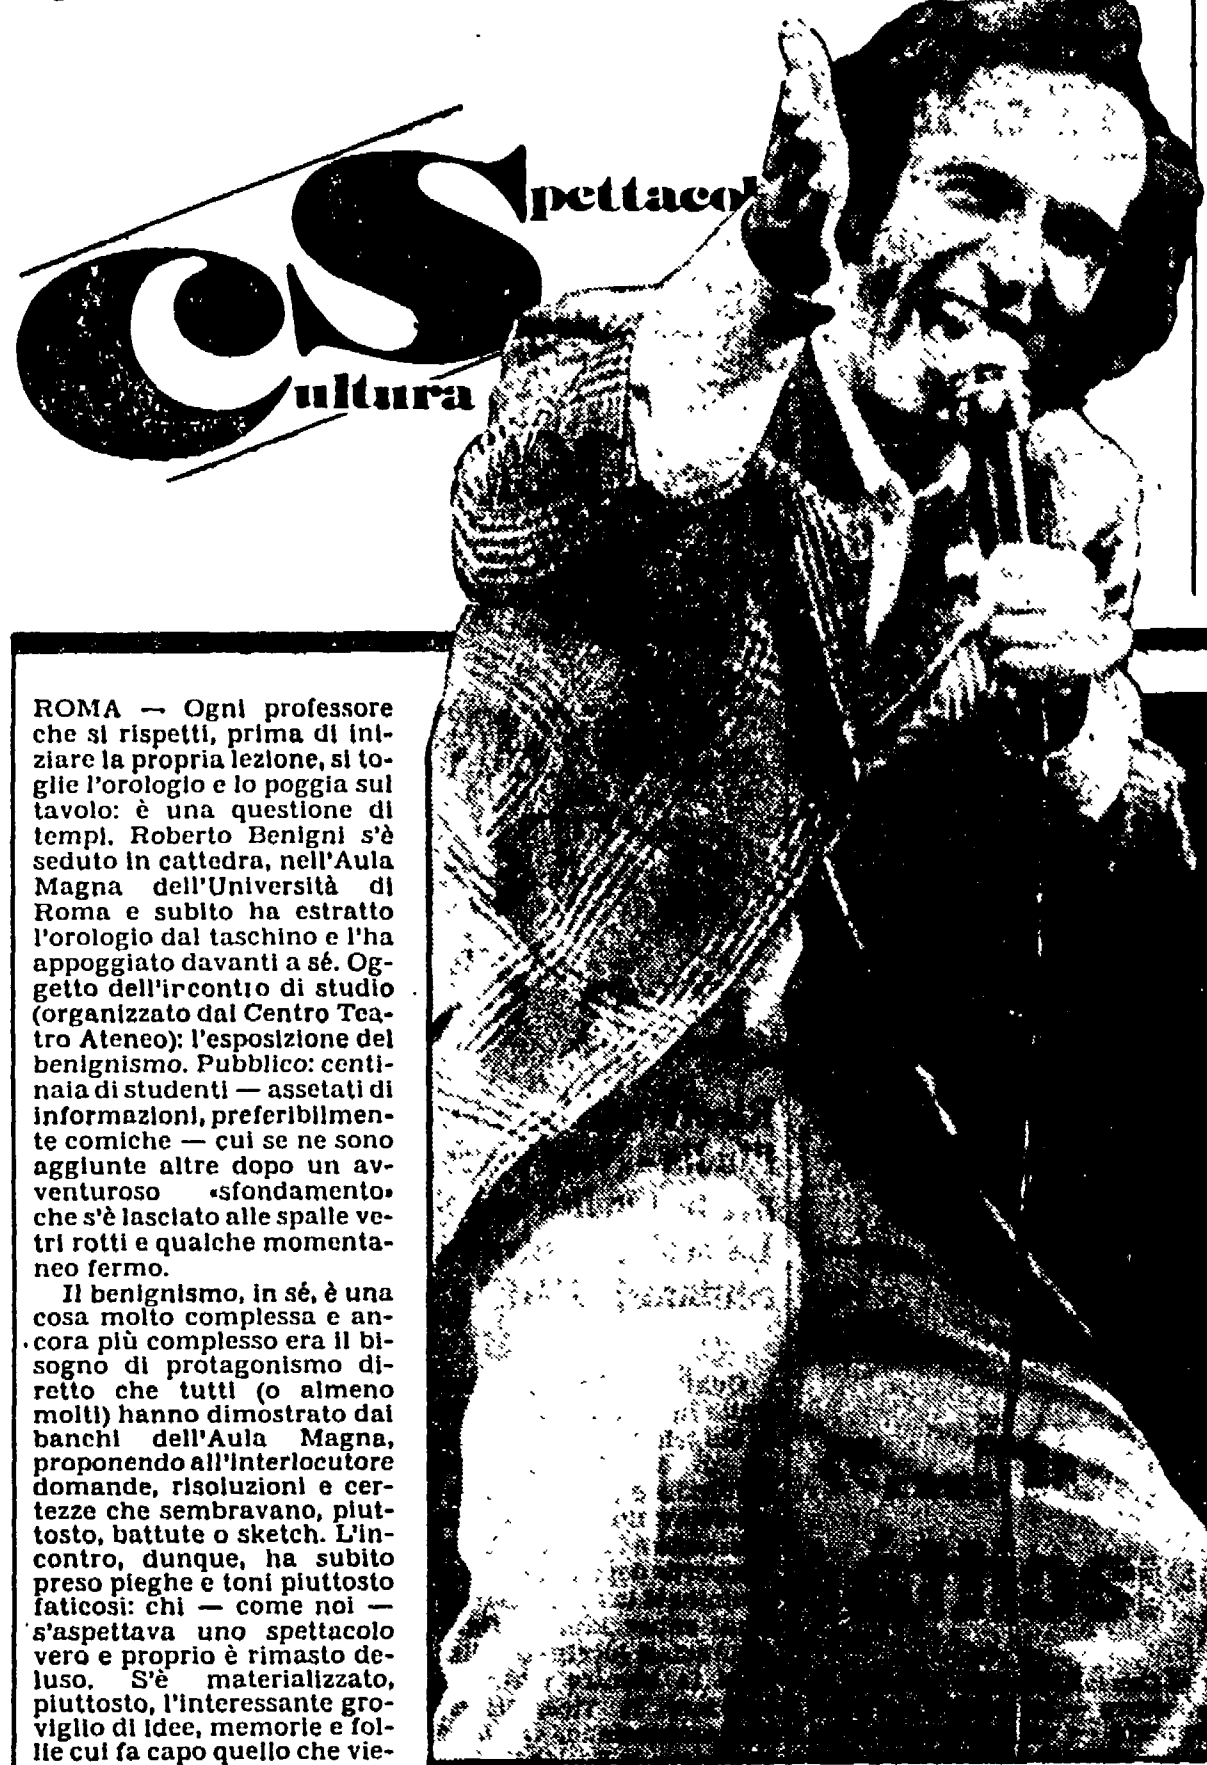 Spettacol
Cultura
ROMA — Ogni professore
che si rispetti, prima di ini-
ziare la propria lezione, si to-
glie l'orologio e lo poggia sul
tavolo: è una questione di
tempi. Roberto Benigni s'è
seduto in cattedra, nell'Aula
Magna dell'Università di
Roma e subito ha estratto
l'orologio dal taschino e l'ha
appoggiato davanti a sé. Og-
getto dell'ircontro di studio
(organizzato dal Centro Tea-
tro Ateneo): l'esposizione del
benignismo. Pubblico: centi-
naia di studenti — assetati di
informazioni, preferibilmen-
te comiche — cui se ne sono
aggiunte altre dopo un av-
venturoso «sfondamento»
che s'è lasciato alle spalle ve-
tri rotti e qualche momenta-
neo fermo.
Il benignismo, in sé, è una
cosa molto complessa e an-
cora più complesso era il bi-
sogno di protagonismo di-
retto che tutti (o almeno
molti) hanno dimostrato dai
banchi dell'Aula Magna,
proponendo all'interlocutore
domande, risoluzioni e cer-
tezze che sembravano, piut-
tosto, battute o sketch. L'in-
contro, dunque, ha subito
preso pieghe e toni piuttosto
faticosi: chi — come noi —
s'aspettava uno spettacolo
vero e proprio è rimasto de-
luso. S'è materializzato,
piuttosto, l'interessante gro-
viglio di idee, memorie e fol-
lie cui fa capo quello che vie-